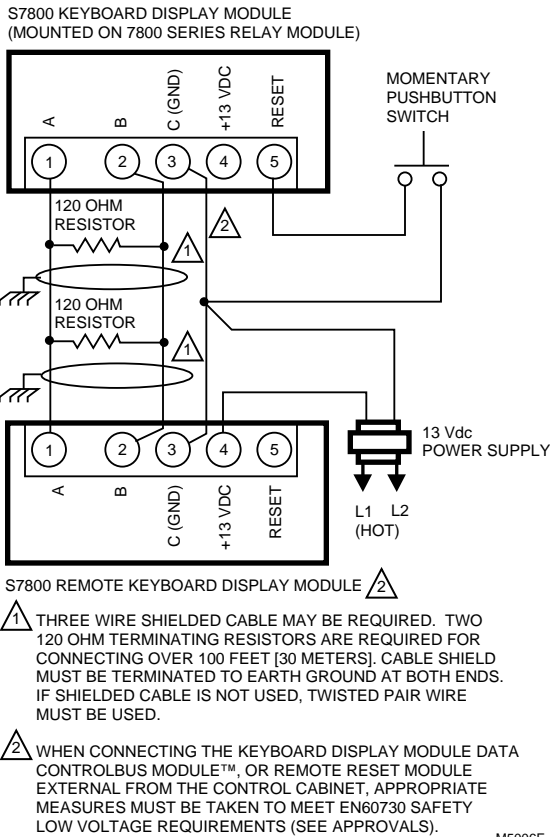 S7800 KEYBOARD DISPLAY MODULE
(MOUNTED ON 7800 SERIES RELAY MODULE)
A
B
C (GND)
+13 VDC
RESET
MOMENTARY
PUSHBUTTON
SWITCH
1
2
3
4
5
120 OHM
RESISTOR
1
2
120 OHM
RESISTOR
1
1
2
3
4
5
A
B
C (GND)
+13 VDC
RESET
13 Vdc
POWER SUPPLY
L1
(HOT)
L2
S7800 REMOTE KEYBOARD DISPLAY MODULE 2
1 THREE WIRE SHIELDED CABLE MAY BE REQUIRED. TWO
120 OHM TERMINATING RESISTORS ARE REQUIRED FOR
CONNECTING OVER 100 FEET [30 METERS]. CABLE SHIELD
MUST BE TERMINATED TO EARTH GROUND AT BOTH ENDS.
IF SHIELDED CABLE IS NOT USED, TWISTED PAIR WIRE
MUST BE USED.
2 WHEN CONNECTING THE KEYBOARD DISPLAY MODULE DATA
CONTROLBUS MODULE™, OR REMOTE RESET MODULE
EXTERNAL FROM THE CONTROL CABINET, APPROPRIATE
MEASURES MUST BE TAKEN TO MEET EN60730 SAFETY
LOW VOLTAGE REQUIREMENTS (SEE APPROVALS).